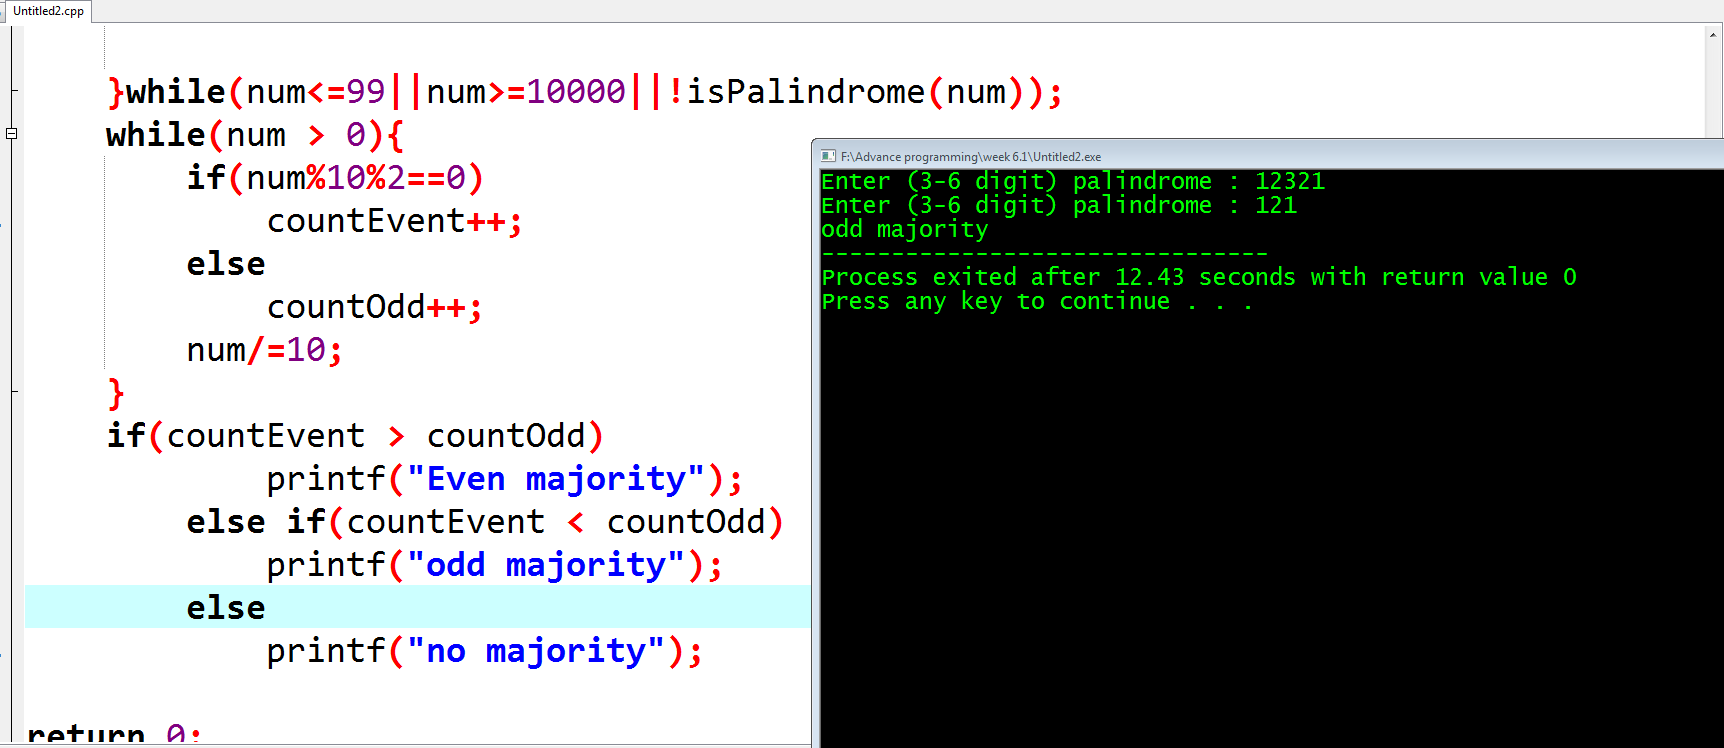 Untitled2.cpp
}while(num<=99||num>=10000||!isPalindrome(num));
while(num > 0){
if(num%10%2==0)
countEvent++;
else
countOdd++;
num/=10;
}
if(countEvent > countOdd)
printf("Even majority");
else if(countEvent < countOdd)
printf("odd majority");
else
printf("no majority");
return 0;
F:\Advance programming\week 6.1\Untitled2.exe
Enter (3-6 digit) palindrome : 12321
Enter (3-6 digit) palindrome : 121
odd majority
--------------------------------
Process exited after 12.43 seconds with return value 0
Press any key to continue . . .